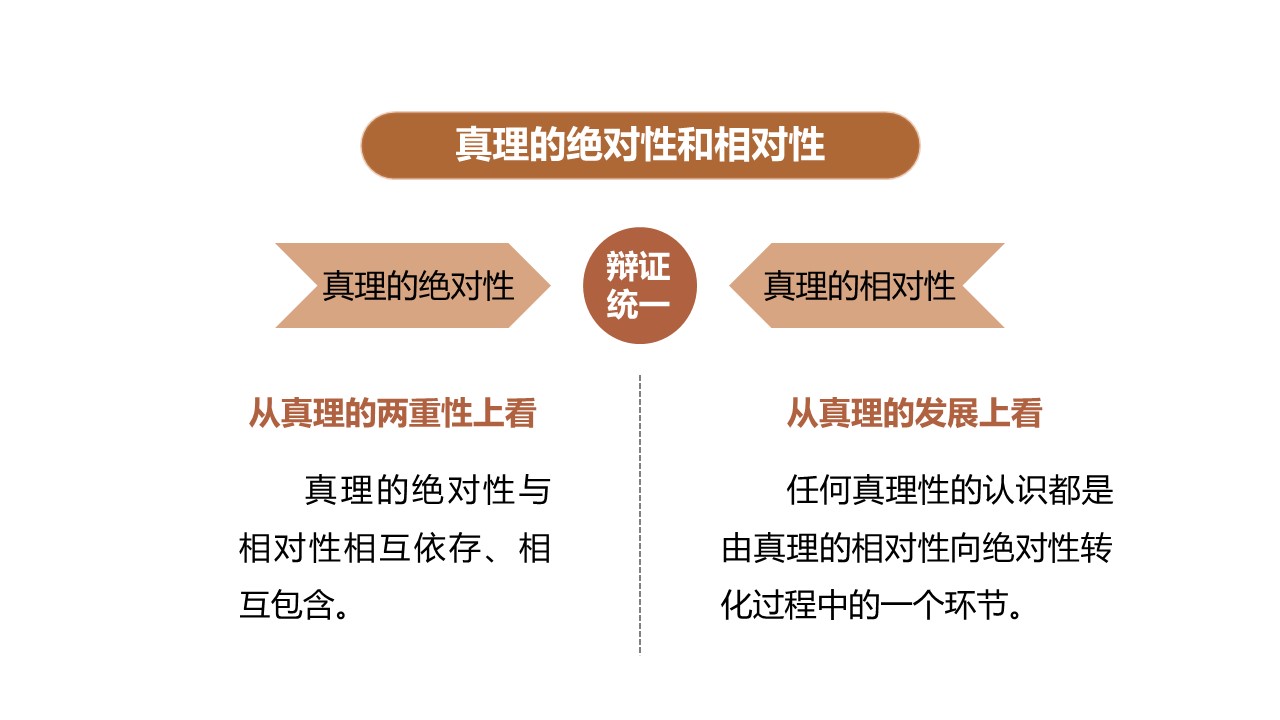 真理的绝对性和相对性
真理的绝对性
辩证
统一
真理的相对性
从真理的两重性上看
真理的绝对性与
相对性相互依存、相
互包含。
从真理的发展上看
任何真理性的认识都是
由真理的相对性向绝对性转
化过程中的一个环节。